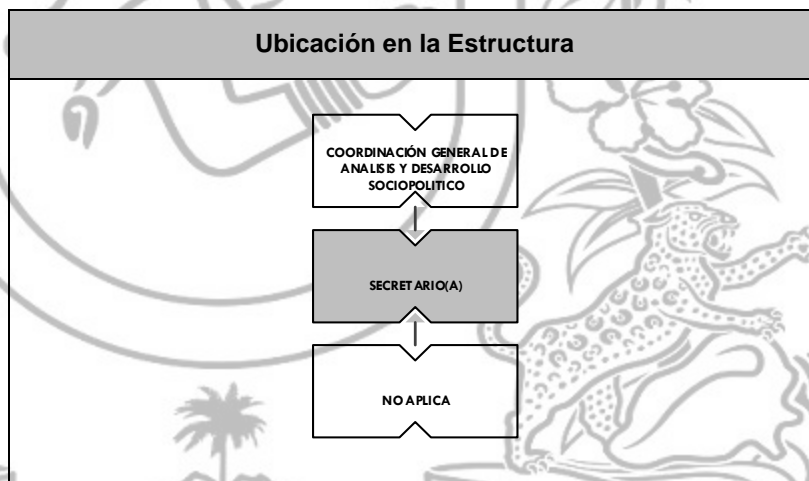 Ubicación en la Estructura
COORDINACIÓN GENERAL DE
ANALISIS Y DESARROLLO
SOCIOPOLITICO
SECRETARIO(A)
NO APLICA